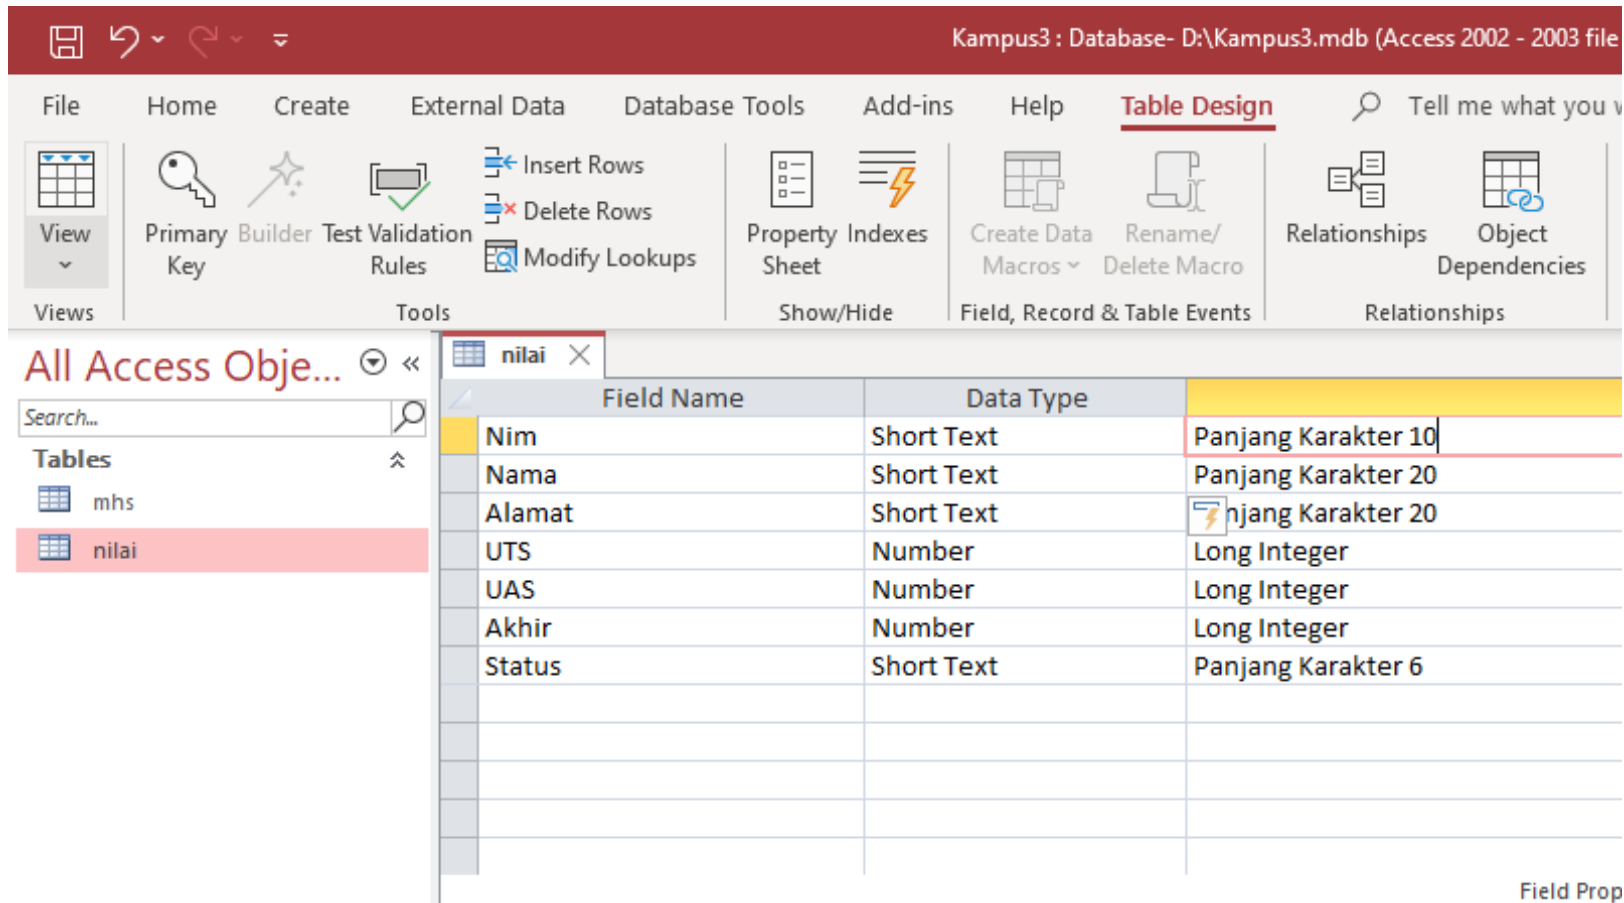 Kampus3 : Database- D:\Kampus3.mdb (Access 2002 - 2003 file
File Home Create External Data Database Tools Add-ins Help Table Design Tell me what you
View
Primary Key
Builder
Test Validation Rules
Insert Rows
Delete Rows
Modify Lookups
Property Sheet
Indexes
Create Data Macros
Rename/ Delete Macro
Relationships
Object Dependencies
Views Tools Show/Hide Field, Record & Table Events Relationships
All Access Obje...
Search...
Tables
mhs
nilai
nilai
Field Name Data Type
Nim Short Text Panjang Karakter 10
Nama Short Text Panjang Karakter 20
Alamat Short Text njang Karakter 20
UTS Number Long Integer
UAS Number Long Integer
Akhir Number Long Integer
Status Short Text Panjang Karakter 6
Field Prop